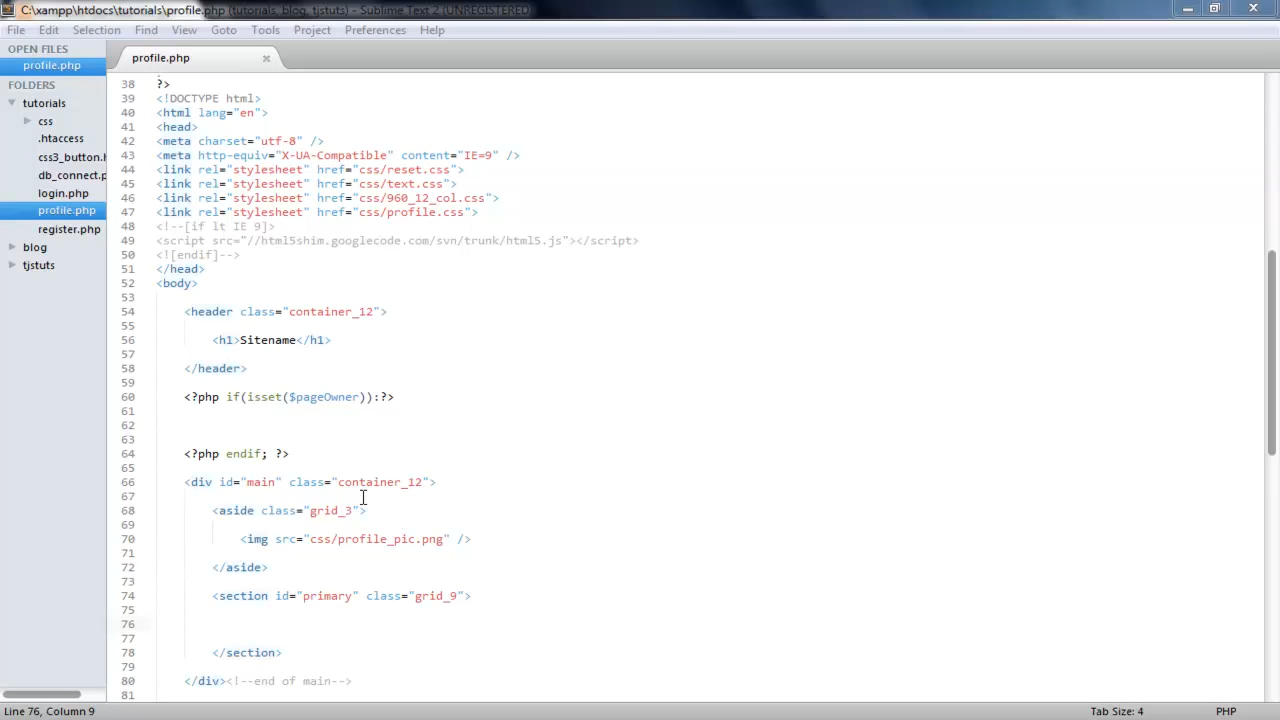 C:\xampp\htdocs\tutorials\profile.php (tutorials, blog, tjstuts) - Sublime Text 2 (UNREGISTERED)
File Edit Selection Find View Goto Tools Project Preferences Help
OPEN FILES
profile.php
FOLDERS
tutorials
css
.htaccess
css3_button.h
db_connect.p
login.php
profile.php
register.php
blog
tjstuts
profile.php
38 ?>
39 <!DOCTYPE html>
40 <html lang="en">
41 <head>
42 <meta charset="utf-8" />
43 <meta http-equiv="X-UA-Compatible" content="IE=9" />
44 <link rel="stylesheet" href="css/reset.css">
45 <link rel="stylesheet" href="css/text.css">
46 <link rel="stylesheet" href="css/960_12_col.css">
47 <link rel="stylesheet" href="css/profile.css">
48 <!--[if lt IE 9]>
49 <script src="//html5shim.googlecode.com/svn/trunk/html5.js"></script>
50 <![endif]-->
51 </head>
52 <body>
53
54 <header class="container_12">
55
56 <h1>Sitename</h1>
57
58 </header>
59
60 <?php if(isset($pageOwner)):?>
61
62
63
64 <?php endif; ?>
65
66 <div id="main" class="container_12">
67
68 <aside class="grid_3">
69
70 <img src="css/profile_pic.png" />
71
72 </aside>
73
74 <section id="primary" class="grid_9">
75
76
77
78 </section>
79
80 </div><!--end of main-->
81
Line 76, Column 9
Tab Size: 4
PHP